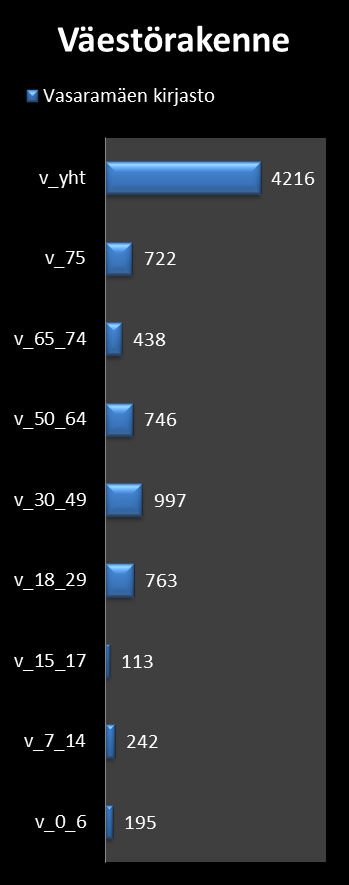 Väestörakenne
Vasaramäen kirjasto
v_yht 4216
v_75 722
v_65_74 438
v_50_64 746
v_30_49 997
v_18_29 763
v_15_17 113
v_7_14 242
v_0_6 195